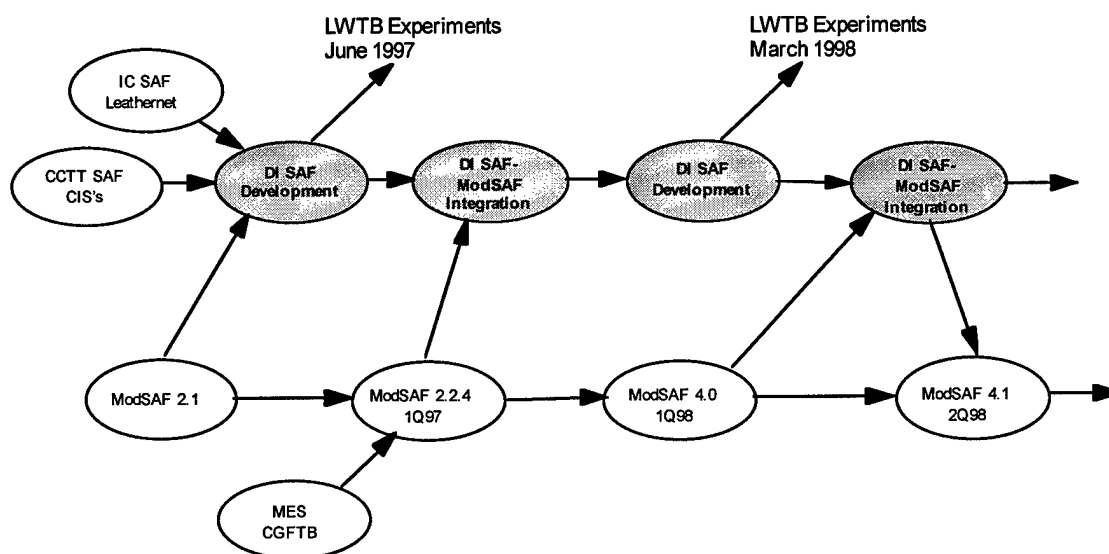 LWTB Experiments
June 1997
LWTB Experiments
March 1998
IC SAF
Leathernet
CCTT SAF
CIS's
DI SAF
Development
DI SAF-
ModSAF
Integration
DI SAF
Development
DI SAF-
ModSAF
Integration
ModSAF 2.1
ModSAF 2.2.4
1Q97
ModSAF 4.0
1Q98
ModSAF 4.1
2Q98
MES
CGFTB